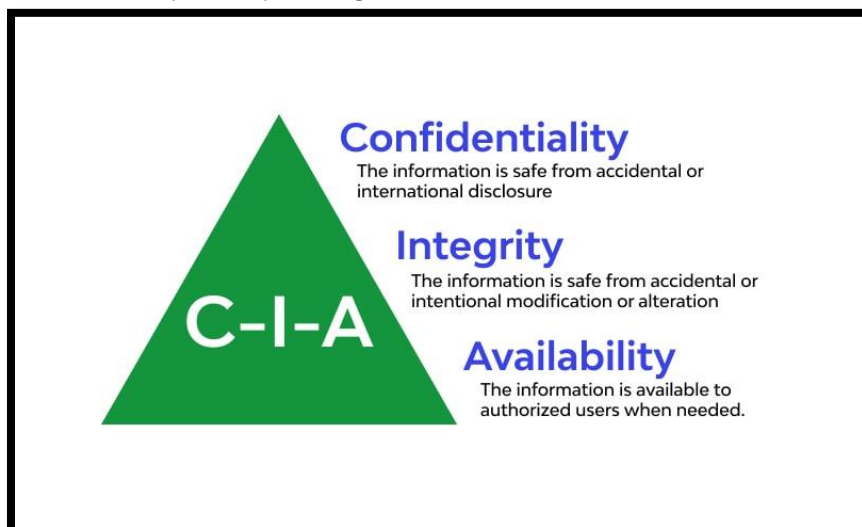 Confidentiality
The information is safe from accidental or
international disclosure
Integrity
The information is safe from accidental or
intentional modification or alteration
C-I-A
Availability
The information is available to
authorized users when needed.